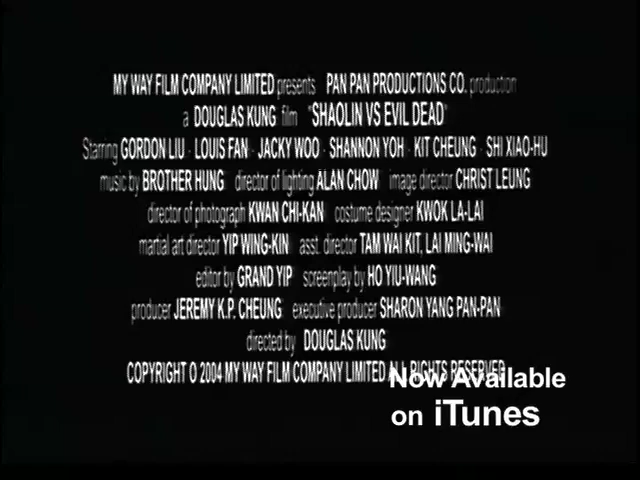 MY WAY FILM COMPANY LIMITED presents PAN PAN PRODUCTIONS CO. production
a DOUGLAS KUNG film "SHAOLIN VS EVIL DEAD"
Starring GORDON LIU · LOUIS FAN · JACKY WOO · SHANNON YOH · KIT CHEUNG · SHI XIAO-HU
music by BROTHER HUNG director of lighting ALAN CHOW image director CHRIST LEUNG
director of photograph KWAN CHI-KAN costume designer KWOK LA-LAI
martial art director YIP WING-KIN asst. director TAM WAI KIT, LAI MING-WAI
editor by GRAND YIP screenplay by HO YIU-WANG
producer JEREMY K.P. CHEUNG executive producer SHARON YANG PAN-PAN
directed by DOUGLAS KUNG
COPYRIGHT O 2004 MY WAY FILM COMPANY LIMITED ALL RIGHTS RESERVED
Now Available
on iTunes